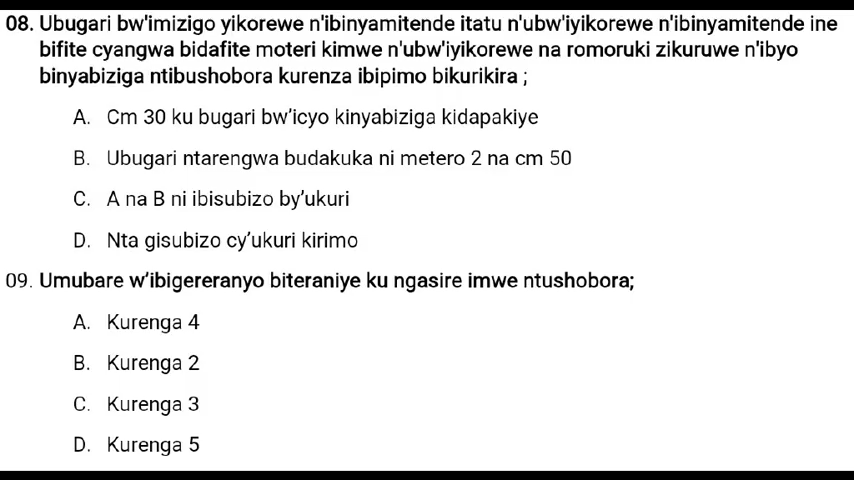 08. Ubugari bw'imizigo yikorewe n'ibinyamitende itatu n'ubw'iyikorewe n'ibinyamitende ine
bifite cyangwa bidafite moteri kimwe n'ubw'iyikorewe na romoruki zikuruwe n'ibyo
binyabiziga ntibushobora kurenza ibipimo bikurikira ;
A. Cm 30 ku bugari bw'icyo kinyabiziga kidapakiye
B. Ubugari ntarengwa budakuka ni metero 2 na cm 50
C. A na B ni ibisubizo by'ukuri
D. Nta gisubizo cy'ukuri kirimo
09. Umubare w'ibigereranyo biteraniye ku ngasire imwe ntushobora;
A. Kurenga 4
B. Kurenga 2
C. Kurenga 3
D. Kurenga 5